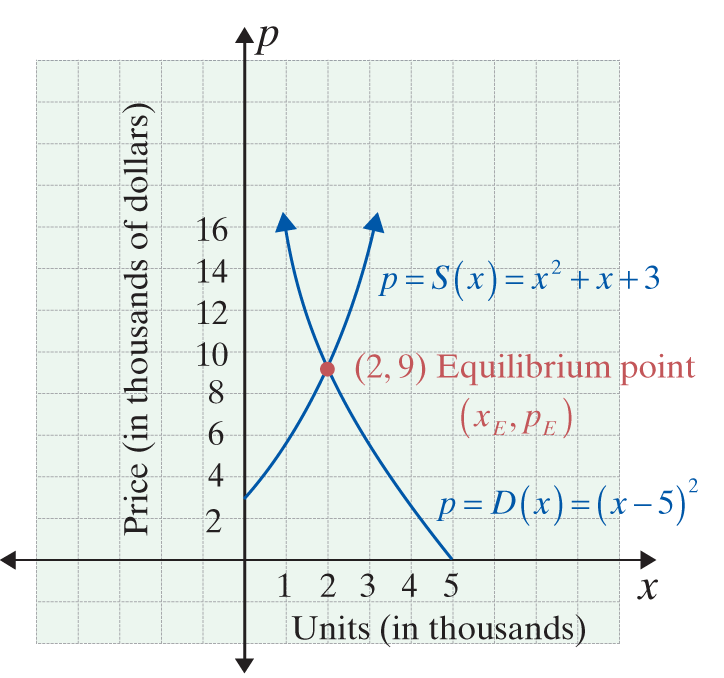 p
Price (in thousands of dollars)
16
14
12
10
8
6
4
2
p = S(x) = x² + x + 3
(2, 9) Equilibrium point
(x_E, p_E)
p = D(x) = (x − 5)²
1 2 3 4 5
x
Units (in thousands)